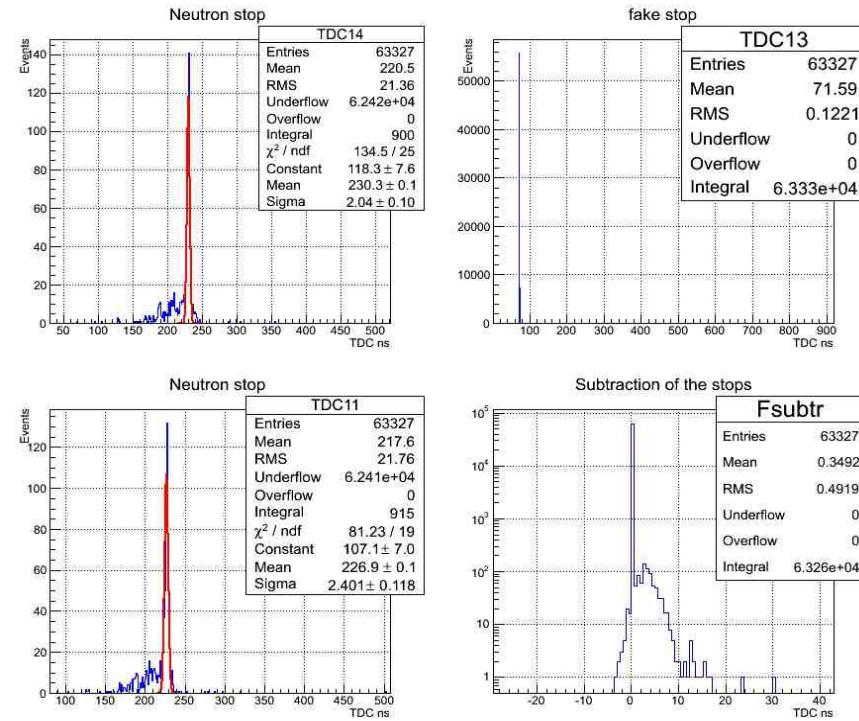 Neutron stop
TDC14
Entries 63327
Mean 220.5
RMS 21.36
Underflow 6.242e+04
Overflow 0
Integral 900
χ² / ndf 134.5 / 25
Constant 118.3 ± 7.6
Mean 230.3 ± 0.1
Sigma 2.04 ± 0.10
Events
140
120
100
80
60
40
20
0
50 100 150 200 250 300 350 400 450 500
TDC ns
fake stop
TDC13
Entries 63327
Mean 71.59
RMS 0.1221
Underflow 0
Overflow 0
Integral 6.333e+04
Events
50000
40000
30000
20000
10000
0
100 200 300 400 500 600 700 800 900
TDC ns
Neutron stop
TDC11
Entries 63327
Mean 217.6
RMS 21.76
Underflow 6.241e+04
Overflow 0
Integral 915
χ² / ndf 81.23 / 19
Constant 107.1 ± 7.0
Mean 226.9 ± 0.1
Sigma 2.401 ± 0.118
Events
120
100
80
60
40
20
0
100 150 200 250 300 350 400 450 500
TDC ns
Subtraction of the stops
Fsubtr
Entries 63327
Mean 0.3492
RMS 0.4919
Underflow 0
Overflow 0
Integral 6.326e+04
10⁵
10⁴
10³
10²
10
1
-20 -10 0 10 20 30 40
TDC ns